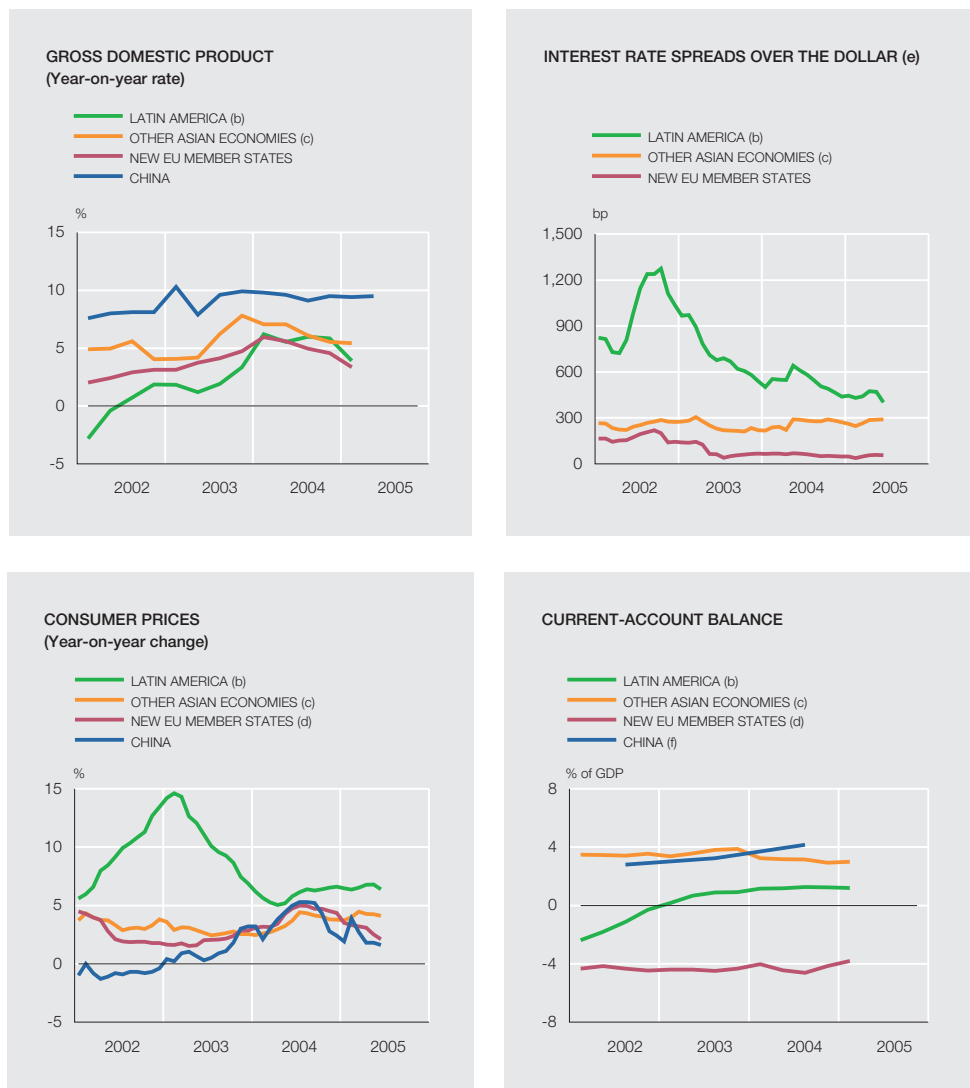 GROSS DOMESTIC PRODUCT
(Year-on-year rate)
LATIN AMERICA (b)
OTHER ASIAN ECONOMIES (c)
NEW EU MEMBER STATES
CHINA
%
15
10
5
0
-5
2002 2003 2004 2005
INTEREST RATE SPREADS OVER THE DOLLAR (e)
LATIN AMERICA (b)
OTHER ASIAN ECONOMIES (c)
NEW EU MEMBER STATES
bp
1,500
1,200
900
600
300
0
2002 2003 2004 2005
CONSUMER PRICES
(Year-on-year change)
LATIN AMERICA (b)
OTHER ASIAN ECONOMIES (c)
NEW EU MEMBER STATES (d)
CHINA
%
15
10
5
0
-5
2002 2003 2004 2005
CURRENT-ACCOUNT BALANCE
LATIN AMERICA (b)
OTHER ASIAN ECONOMIES (c)
NEW EU MEMBER STATES (d)
CHINA (f)
% of GDP
8
4
0
-4
-8
2002 2003 2004 2005